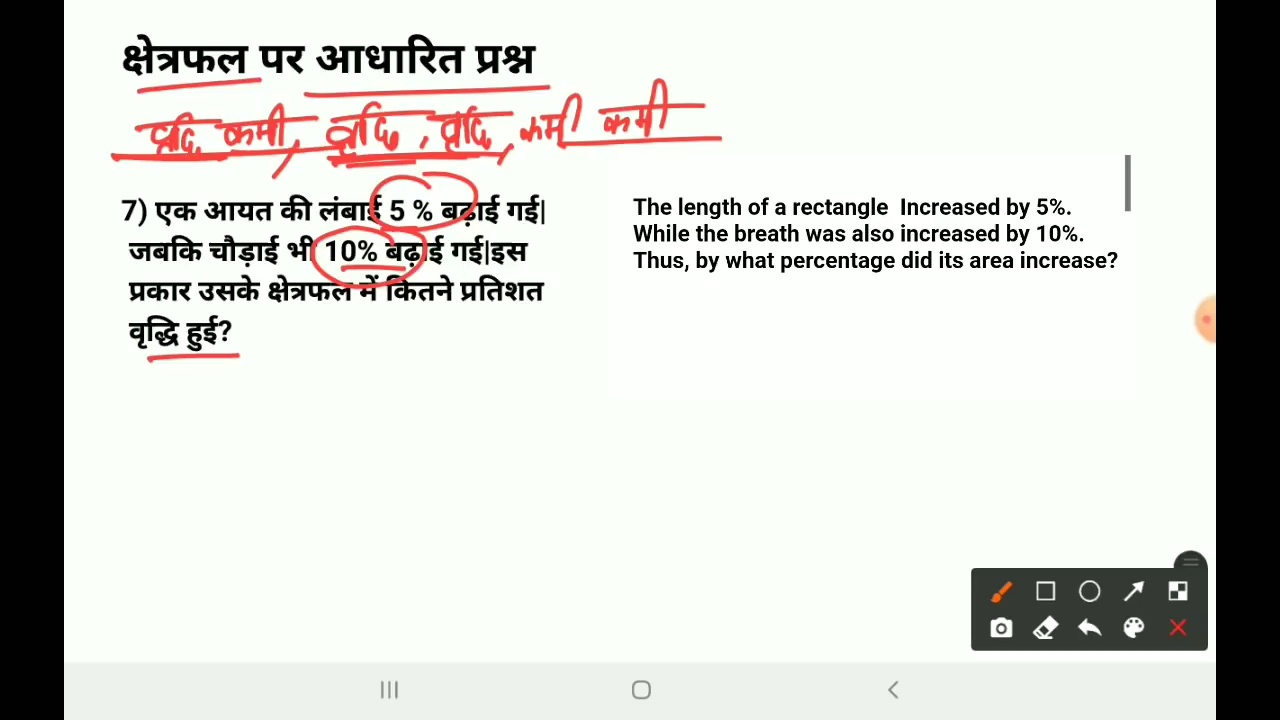 क्षेत्रफल पर आधारित प्रश्न
वृद्धि कमी, वृद्धि, वृद्धि, कमी कमी
7) एक आयत की लंबाई 5 % बढ़ाई गई|
जबकि चौड़ाई भी 10% बढ़ाई गई|इस
प्रकार उसके क्षेत्रफल में कितने प्रतिशत
वृद्धि हुई?
The length of a rectangle Increased by 5%.
While the breath was also increased by 10%.
Thus, by what percentage did its area increase?